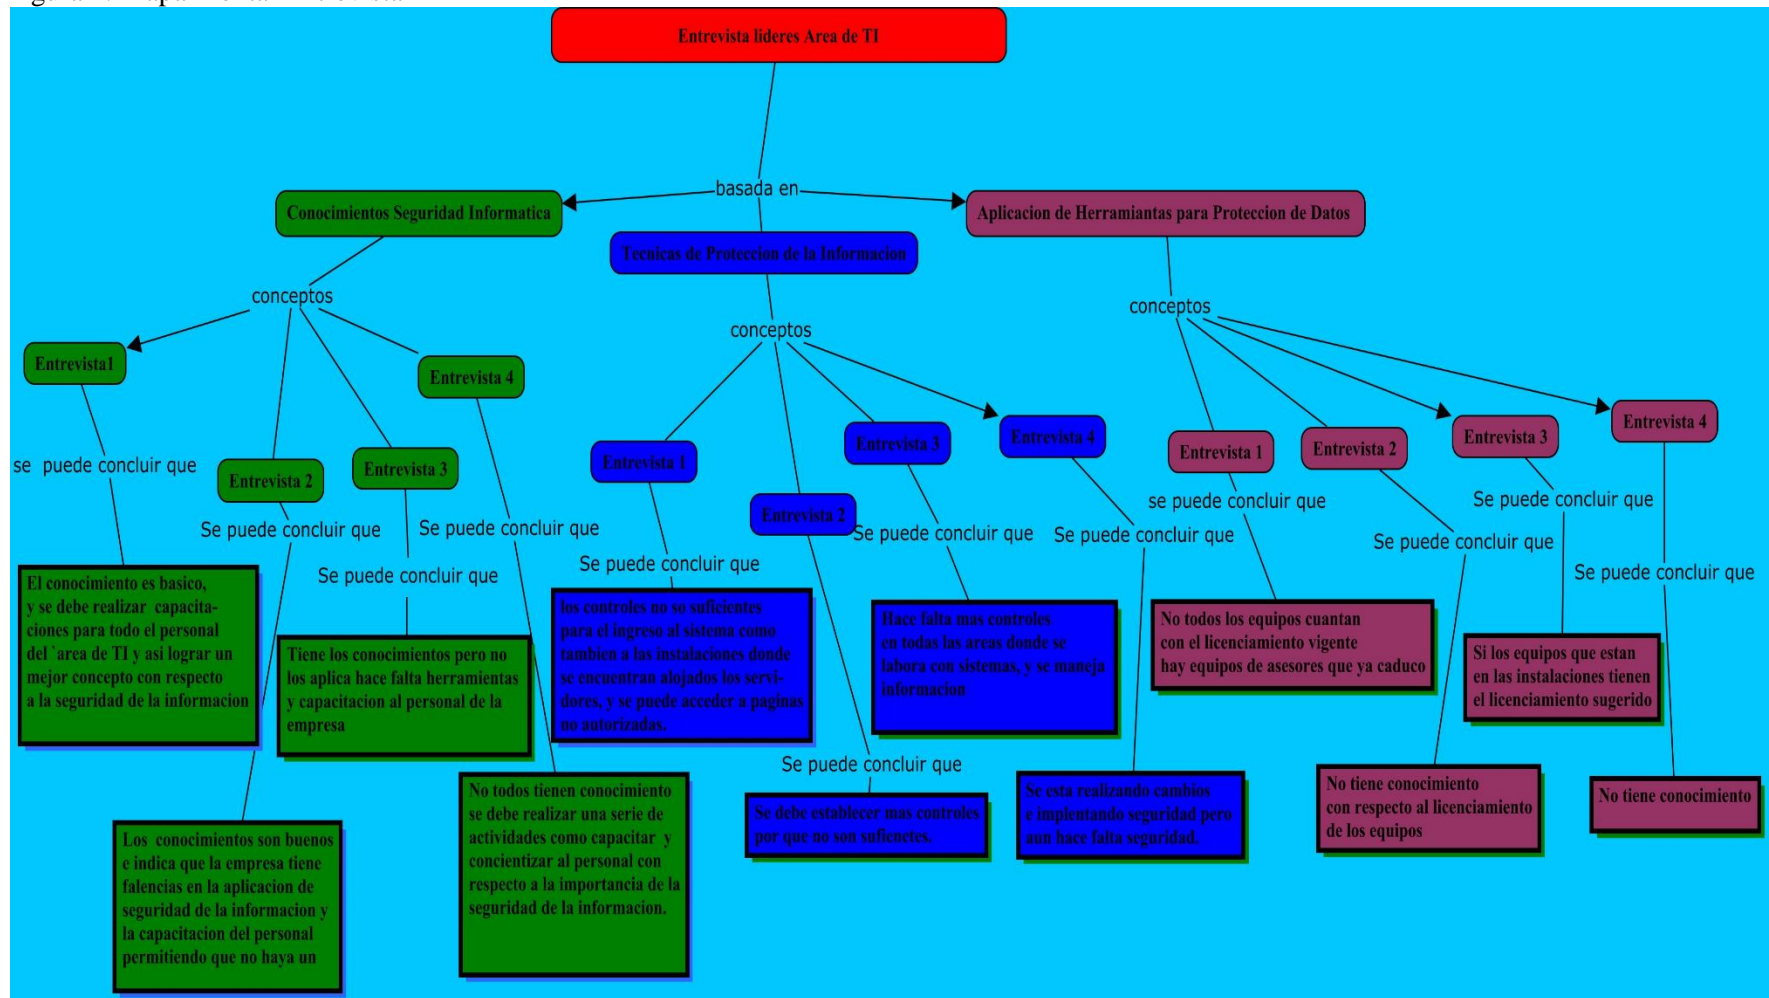 Entrevista lideres Area de TI
basada en
Conocimientos Seguridad Informatica
Tecnicas de Proteccion de la Informacion
Aplicacion de Herramiantas para Proteccion de Datos
conceptos
conceptos
conceptos
Entrevista1
se puede concluir que
El conocimiento es basico,
y se debe realizar capacita-
ciones para todo el personal
del `area de TI y asi lograr un
mejor concepto con respecto
a la seguridad de la informacion
Entrevista 2
Se puede concluir que
Los conocimientos son buenos
e indica que la empresa tiene
falencias en la aplicacion de
seguridad de la informacion y
la capacitacion del personal
permitiendo que no haya un
Entrevista 3
Se puede concluir que
Tiene los conocimientos pero no
los aplica hace falta herramientas
y capacitacion al personal de la
empresa
Entrevista 4
Se puede concluir que
No todos tienen conocimiento
se debe realizar una serie de
actividades como capacitar y
concientizar al personal con
respecto a la importancia de la
seguridad de la informacion.
Entrevista 1
Se puede concluir que
los controles no so suficientes
para el ingreso al sistema como
tambien a las instalaciones donde
se encuentran alojados los servi-
dores, y se puede acceder a paginas
no autorizadas.
Entrevista 2
Se puede concluir que
Se debe establecer mas controles
por que no son sufienetes.
Entrevista 3
Se puede concluir que
Hace falta mas controles
en todas las areas donde se
labora con sistemas, y se maneja
informacion
Entrevista 4
Se puede concluir que
Se esta realizando cambios
e implentando seguridad pero
aun hace falta seguridad.
Entrevista 1
se puede concluir que
No todos los equipos cuantan
con el licenciamiento vigente
hay equipos de asesores que ya caduco
Entrevista 2
Se puede concluir que
No tiene conocimiento
con respecto al licenciamiento
de los equipos
Entrevista 3
Se puede concluir que
Si los equipos que estan
en las instalaciones tienen
el licenciamiento sugerido
Entrevista 4
Se puede concluir que
No tiene conocimiento